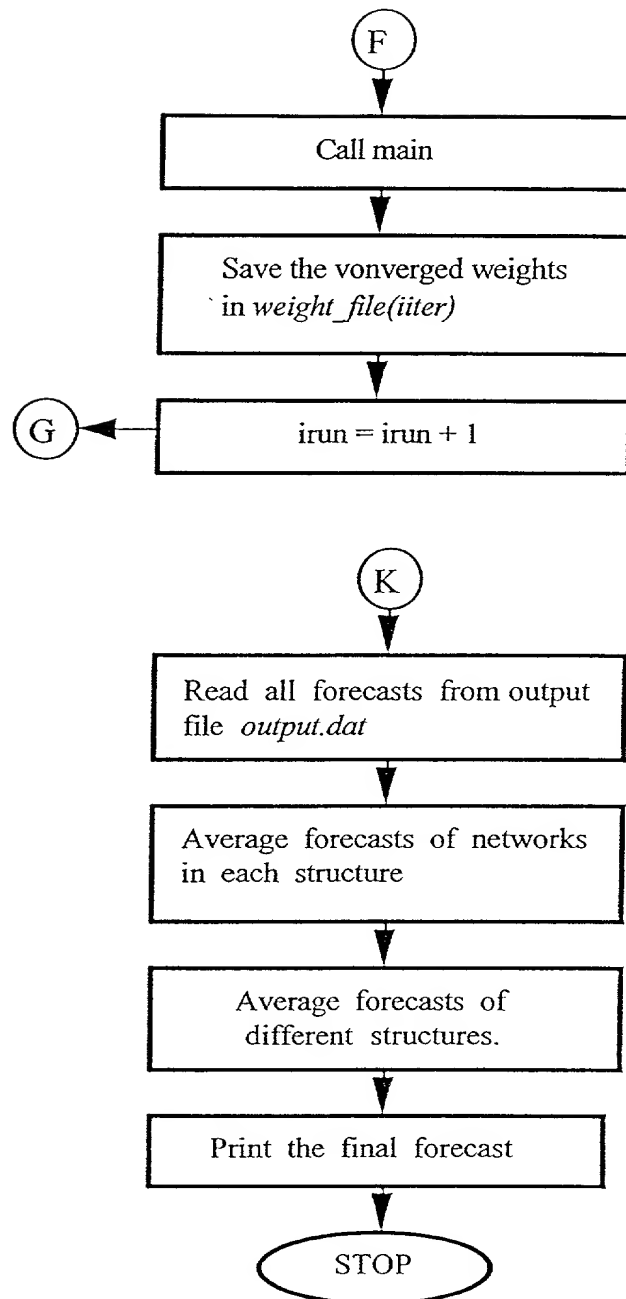 F
Call main
Save the vonverged weights
in weight_file(iiter)
G
irun = irun + 1
K
Read all forecasts from output
file output.dat
Average forecasts of networks
in each structure
Average forecasts of
different structures.
Print the final forecast
STOP